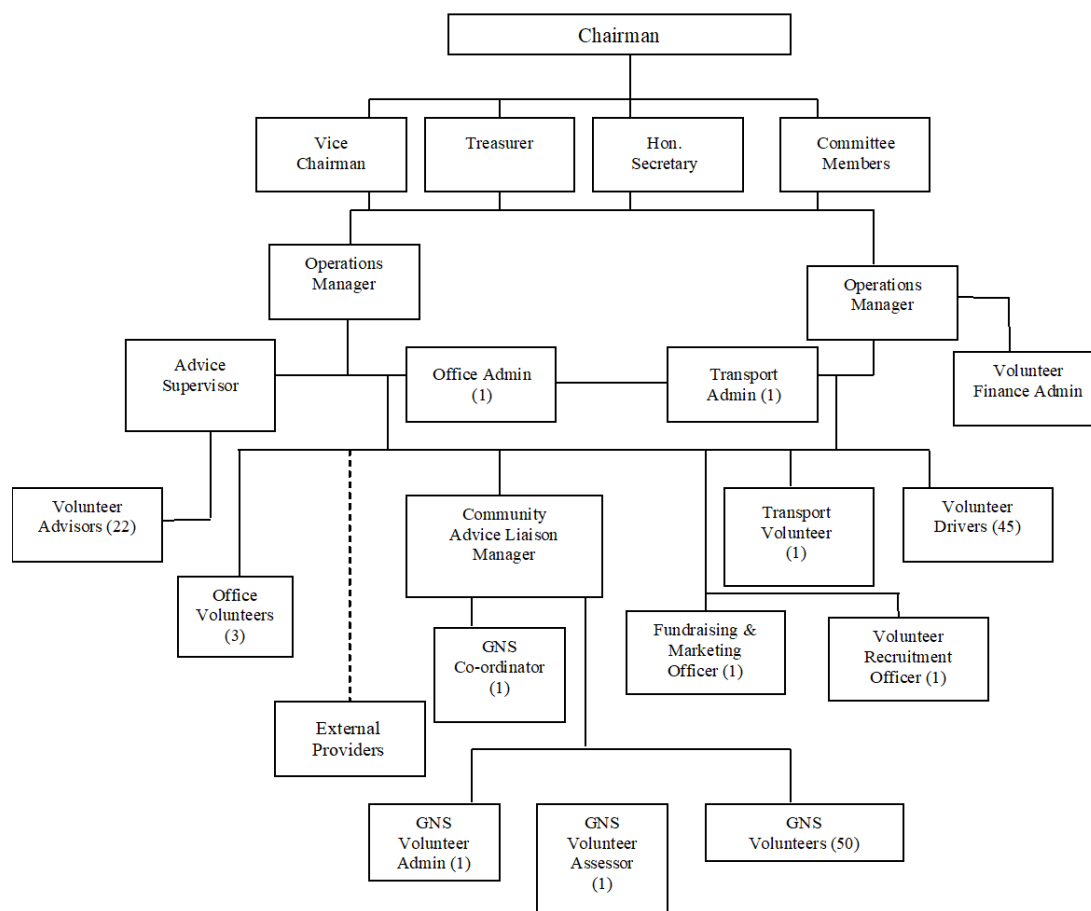 Chairman
Vice
Chairman
Treasurer
Hon.
Secretary
Committee
Members
Operations
Manager
Operations
Manager
Advice
Supervisor
Office Admin
(1)
Transport
Admin (1)
Volunteer
Finance Admin
Volunteer
Advisors (22)
Community
Advice Liaison
Manager
Transport
Volunteer
(1)
Volunteer
Drivers (45)
Office
Volunteers
(3)
GNS
Co-ordinator
(1)
Fundraising &
Marketing
Officer (1)
Volunteer
Recruitment
Officer (1)
External
Providers
GNS
Volunteer
Admin (1)
GNS
Volunteer
Assessor
(1)
GNS
Volunteers (50)